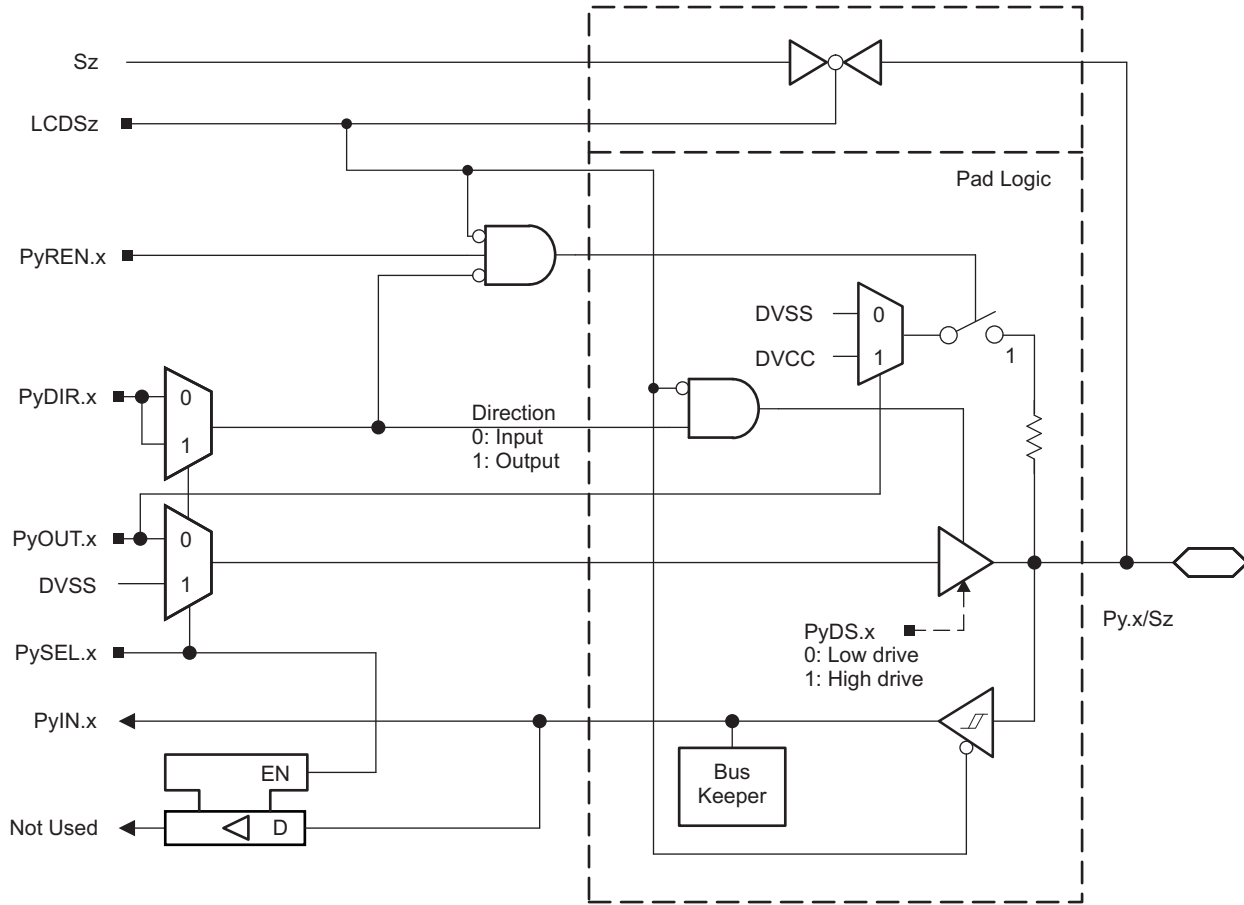 Sz
LCDSz
Pad Logic
PyREN.x
DVSS
0
DVCC
1
1
PyDIR.x
0
1
Direction
0: Input
1: Output
PyOUT.x
0
DVSS
1
PyDS.x
0: Low drive
1: High drive
Py.x/Sz
PySEL.x
PyIN.x
EN
Bus
Keeper
Not Used
D